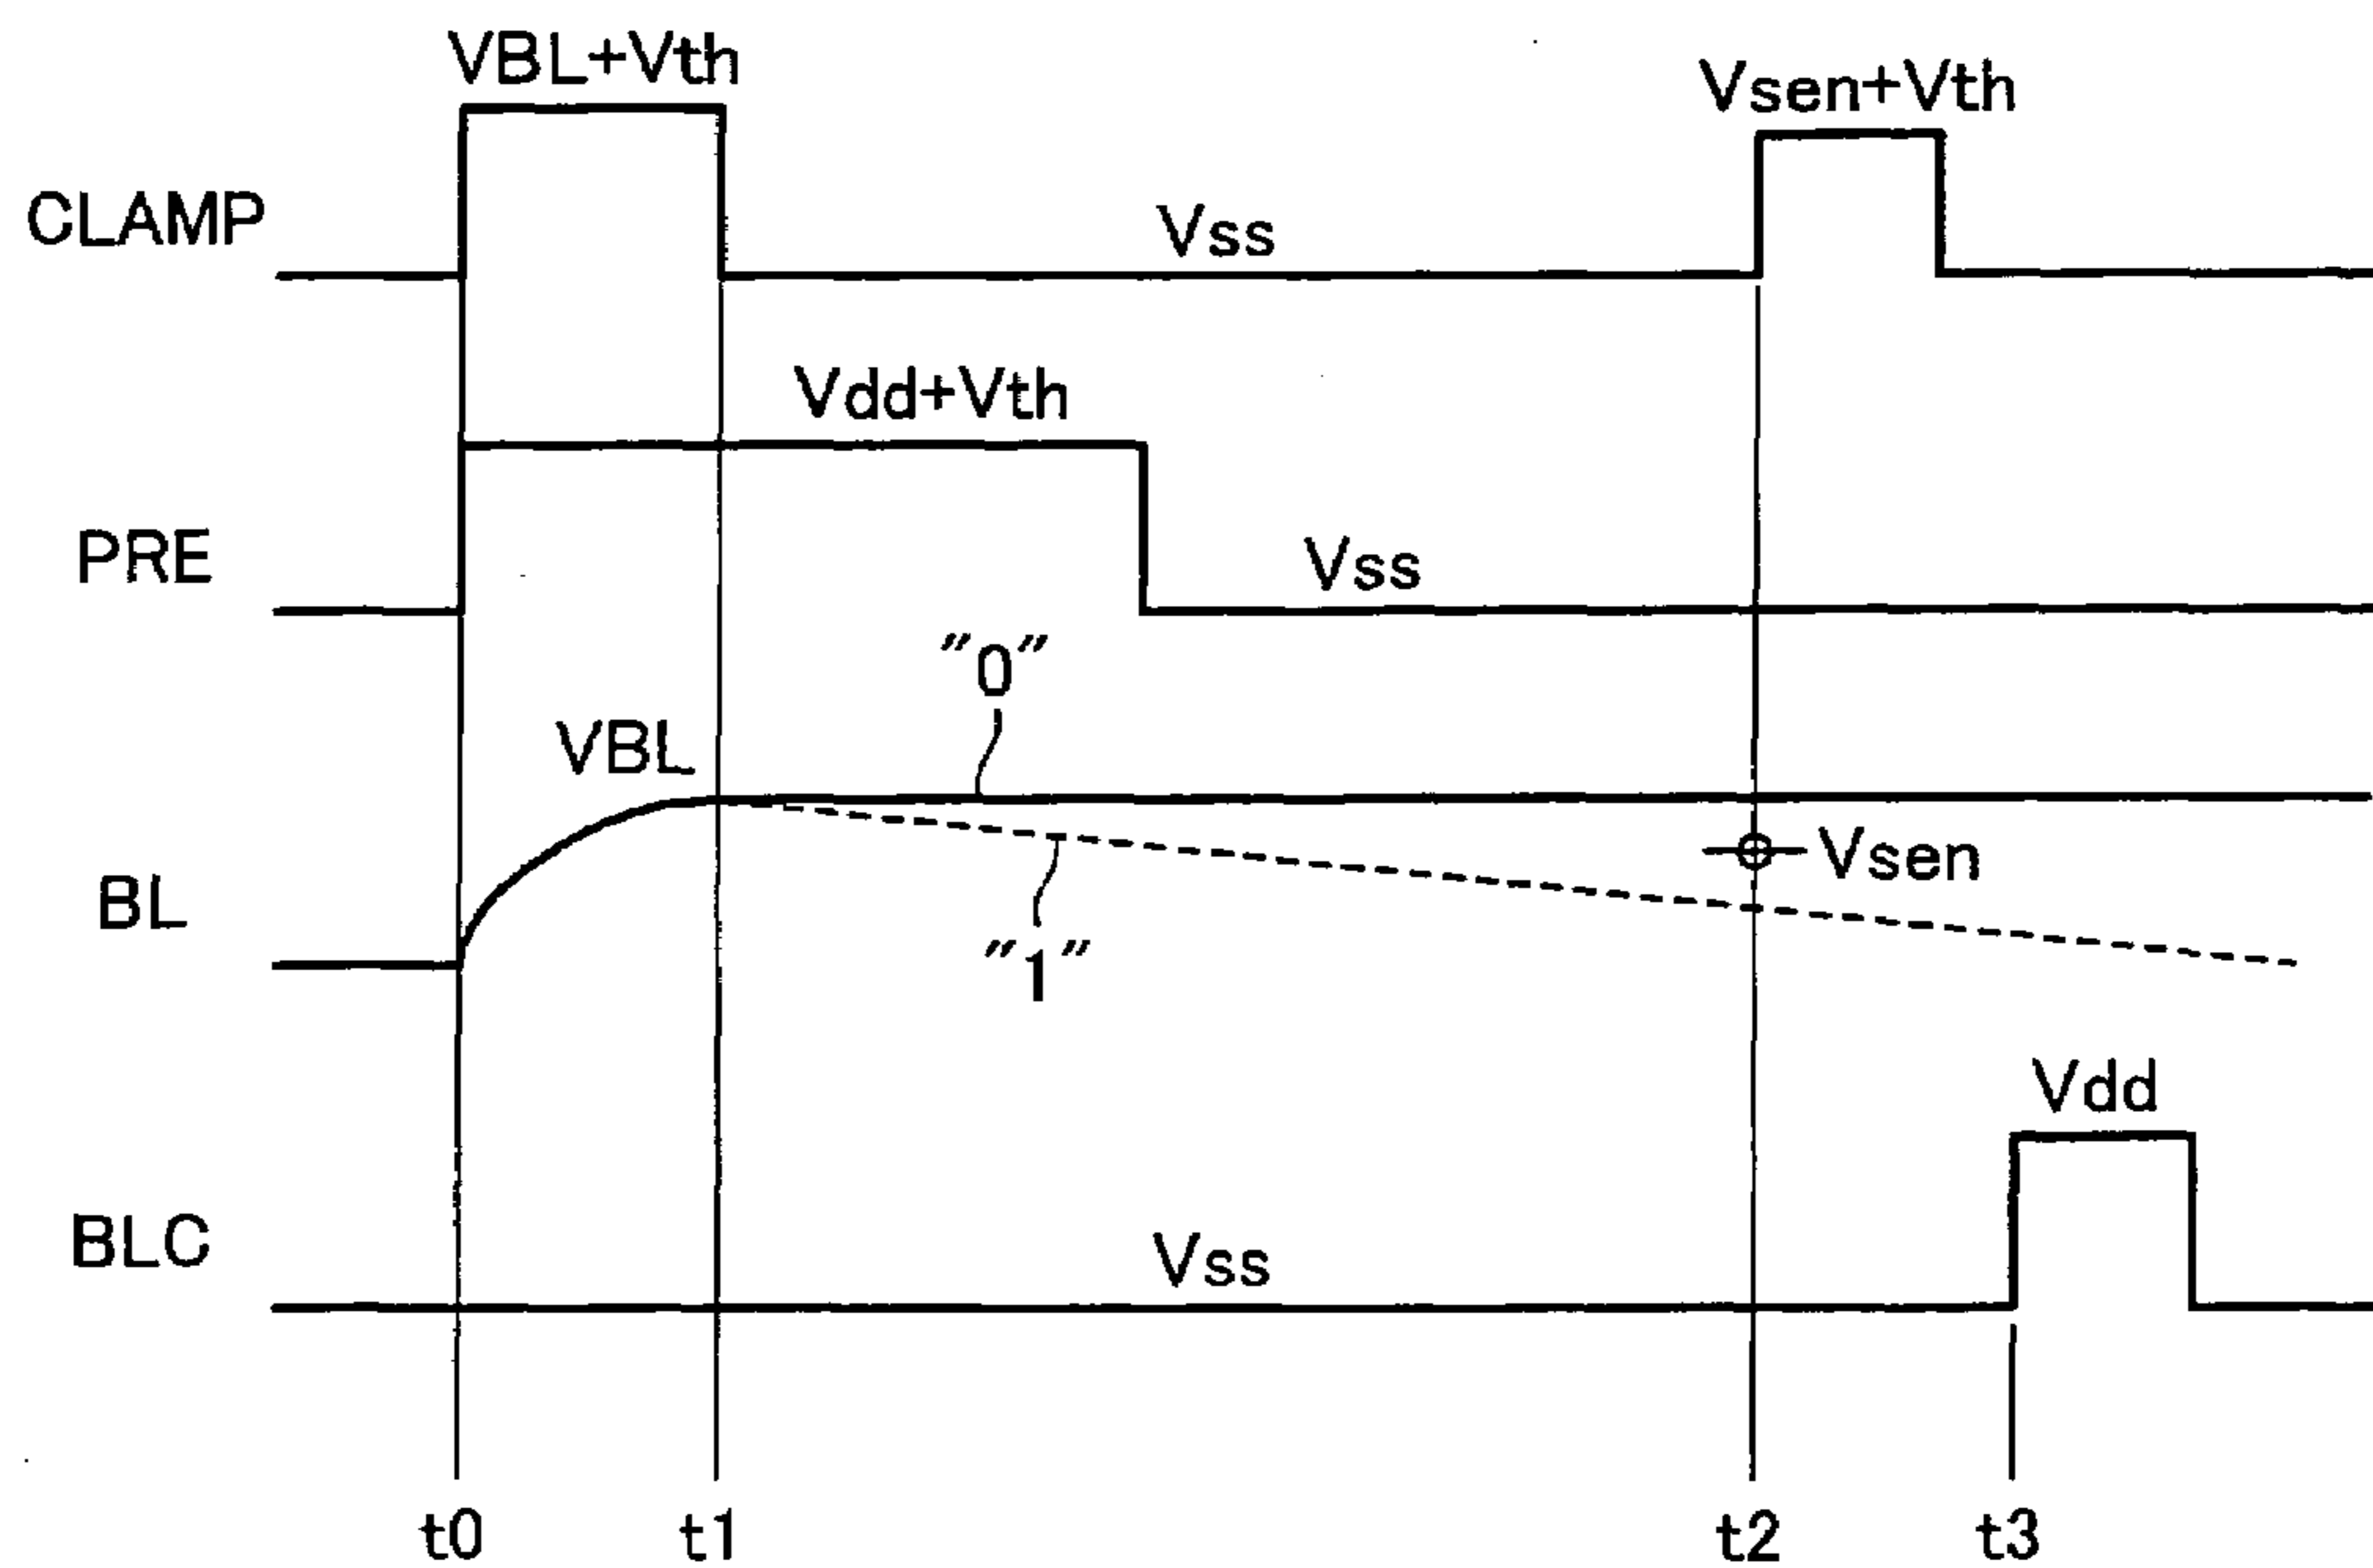 VBL+Vth
Vsen+Vth
CLAMP
Vss
Vdd+Vth
PRE
Vss
"0"
VBL
Vsen
BL
"1"
Vdd
BLC
Vss
t0 t1 t2 t3